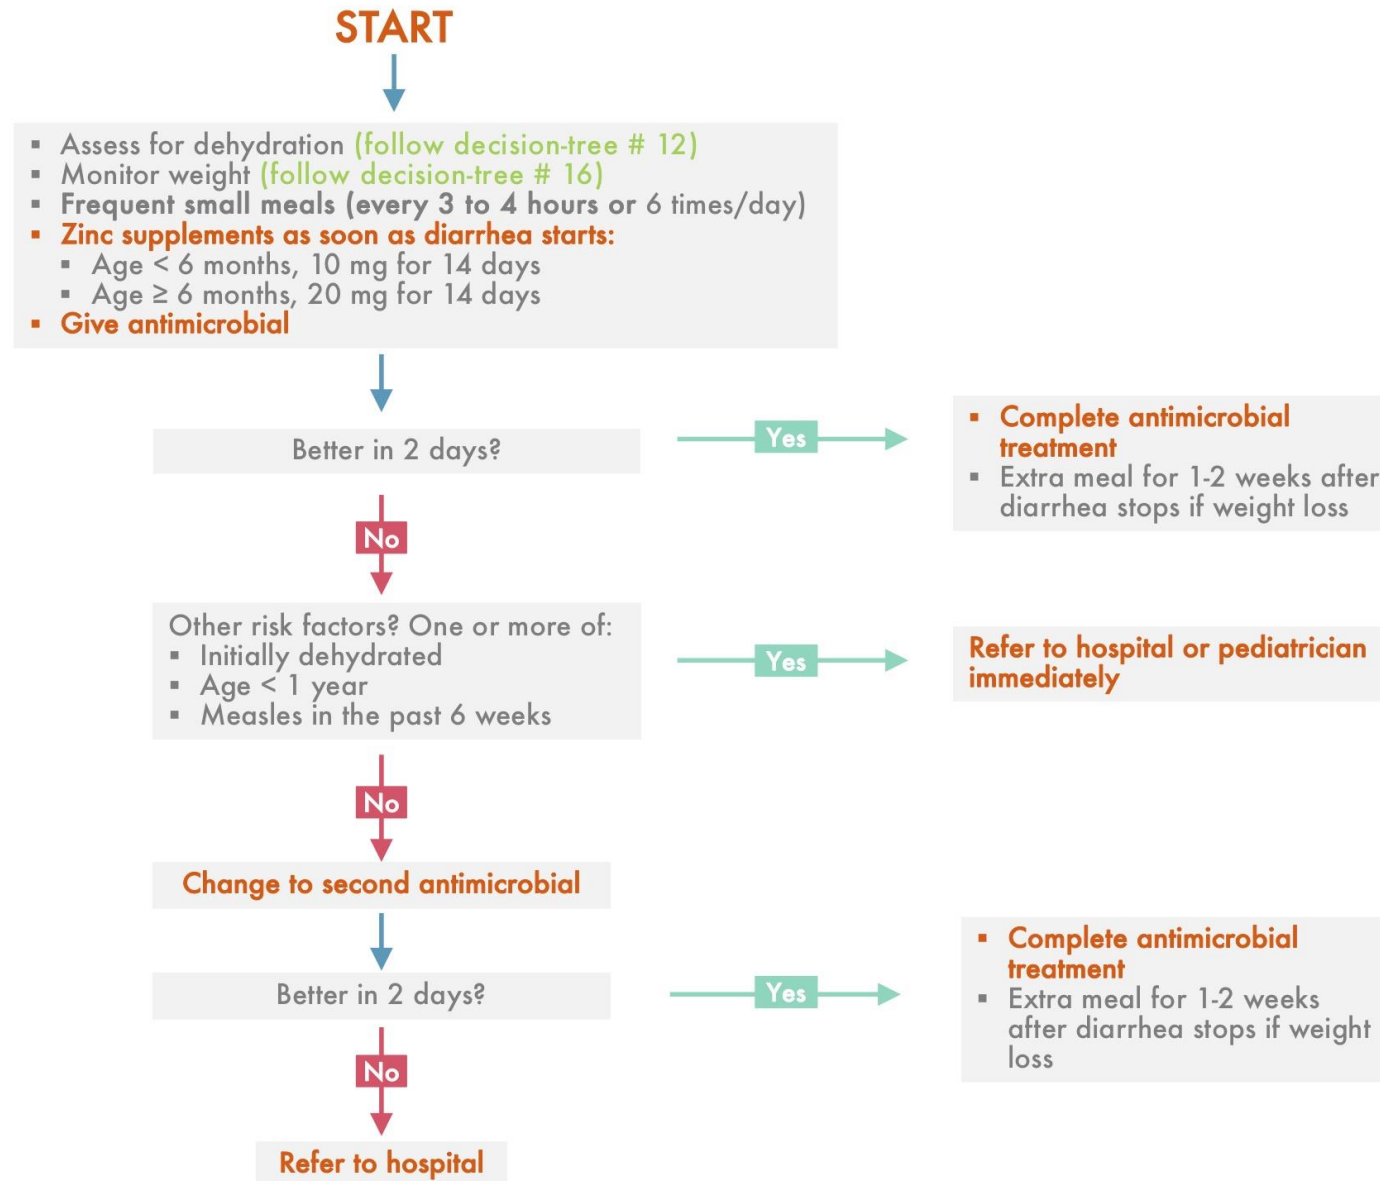 START
▪ Assess for dehydration (follow decision-tree # 12)
▪ Monitor weight (follow decision-tree # 16)
▪ Frequent small meals (every 3 to 4 hours or 6 times/day)
▪ Zinc supplements as soon as diarrhea starts:
▪ Age < 6 months, 10 mg for 14 days
▪ Age ≥ 6 months, 20 mg for 14 days
▪ Give antimicrobial
Better in 2 days?
Yes
▪ Complete antimicrobial
treatment
▪ Extra meal for 1-2 weeks after
diarrhea stops if weight loss
No
Other risk factors? One or more of:
▪ Initially dehydrated
▪ Age < 1 year
▪ Measles in the past 6 weeks
Yes
Refer to hospital or pediatrician
immediately
No
Change to second antimicrobial
Better in 2 days?
Yes
▪ Complete antimicrobial
treatment
▪ Extra meal for 1-2 weeks
after diarrhea stops if weight
loss
No
Refer to hospital